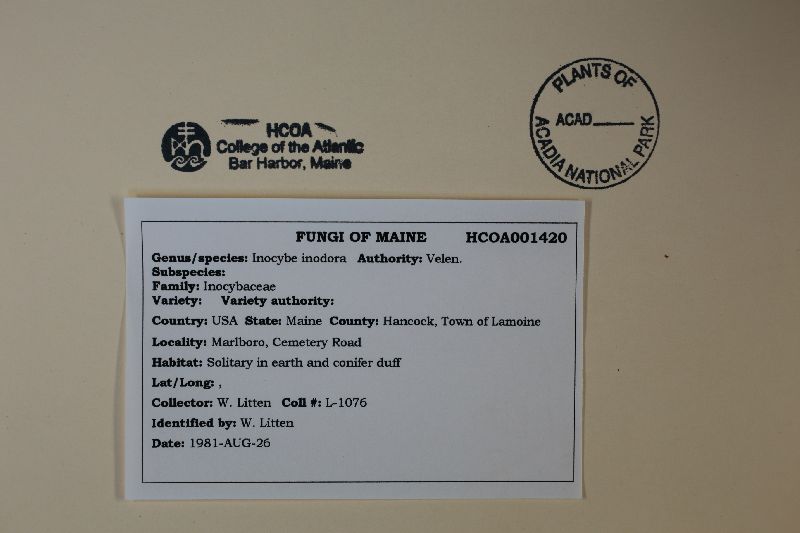 PLANTS OF
ACAD
ACADIA NATIONAL PARK
HCOA
College of the Atlantic
Bar Harbor, Maine
FUNGI OF MAINE HCOA001420
Genus/species: Inocybe inodora Authority: Velen.
Subspecies:
Family: Inocybaceae
Variety: Variety authority:
Country: USA State: Maine County: Hancock, Town of Lamoine
Locality: Marlboro, Cemetery Road
Habitat: Solitary in earth and conifer duff
Lat/Long: ,
Collector: W. Litten Coll #: L-1076
Identified by: W. Litten
Date: 1981-AUG-26